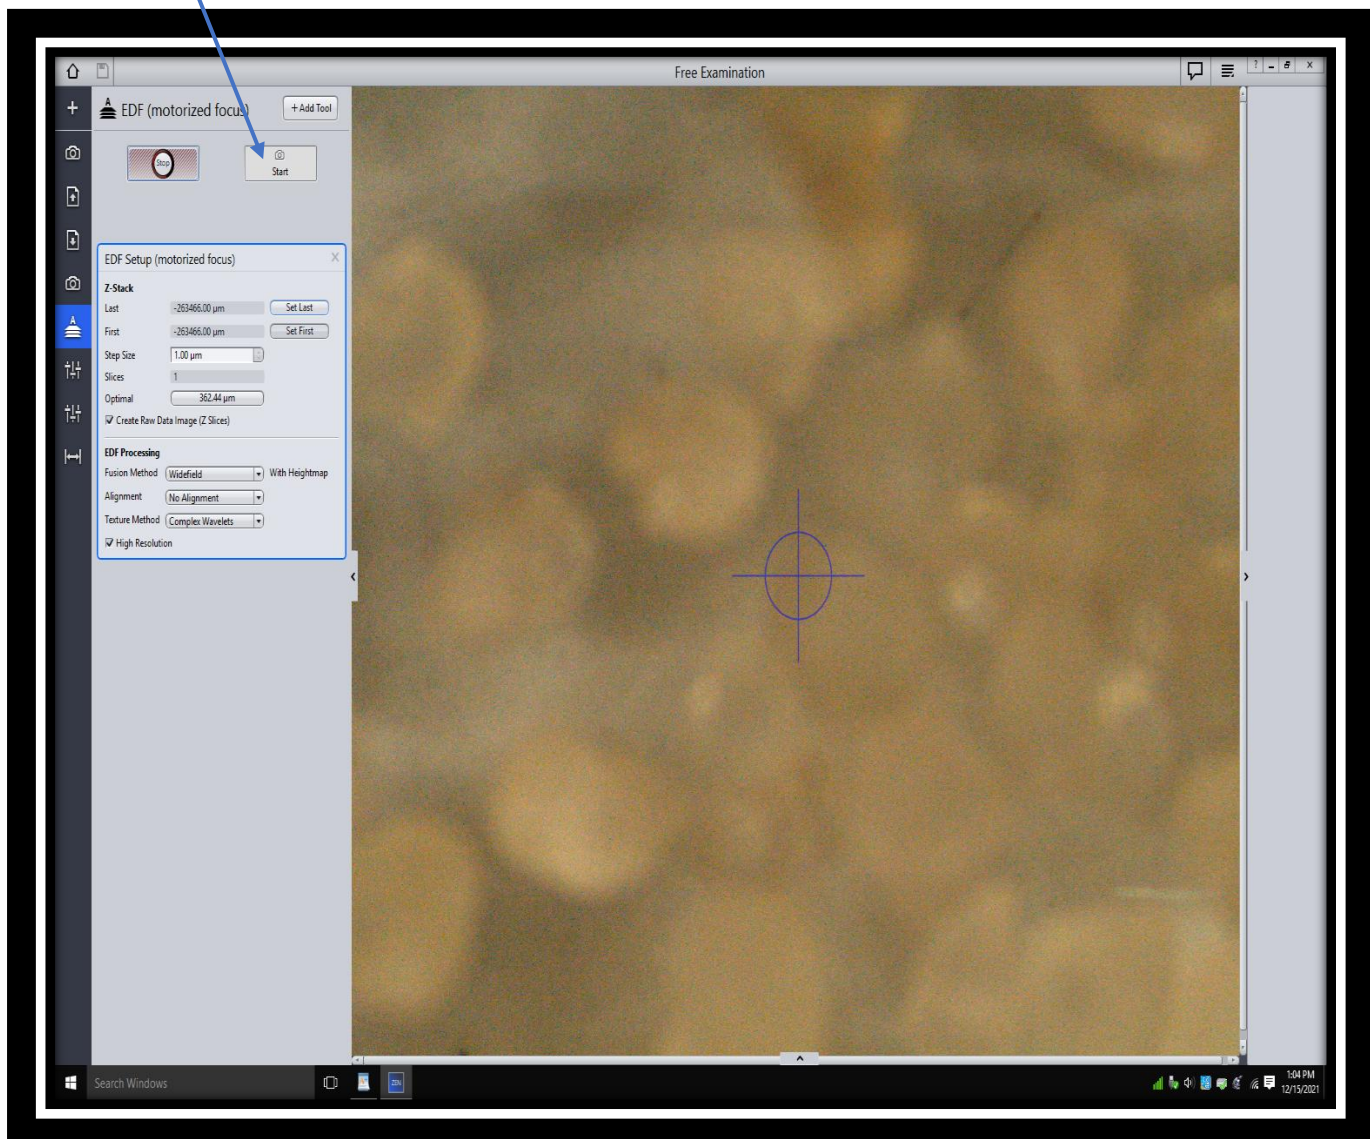 Free Examination
? - x
+ EDF (motorized focus) + Add Tool
Stop
Start
EDF Setup (motorized focus) X
Z-Stack
Last -263466.00 µm Set Last
First -263466.00 µm Set First
Step Size 1.00 µm
Slices 1
Optimal 362.44 µm
Create Raw Data Image (Z Slices)
EDF Processing
Fusion Method Widefield With Heightmap
Alignment No Alignment
Texture Method Complex Wavelets
High Resolution
Search Windows
ZEN
1:04 PM
12/15/2021